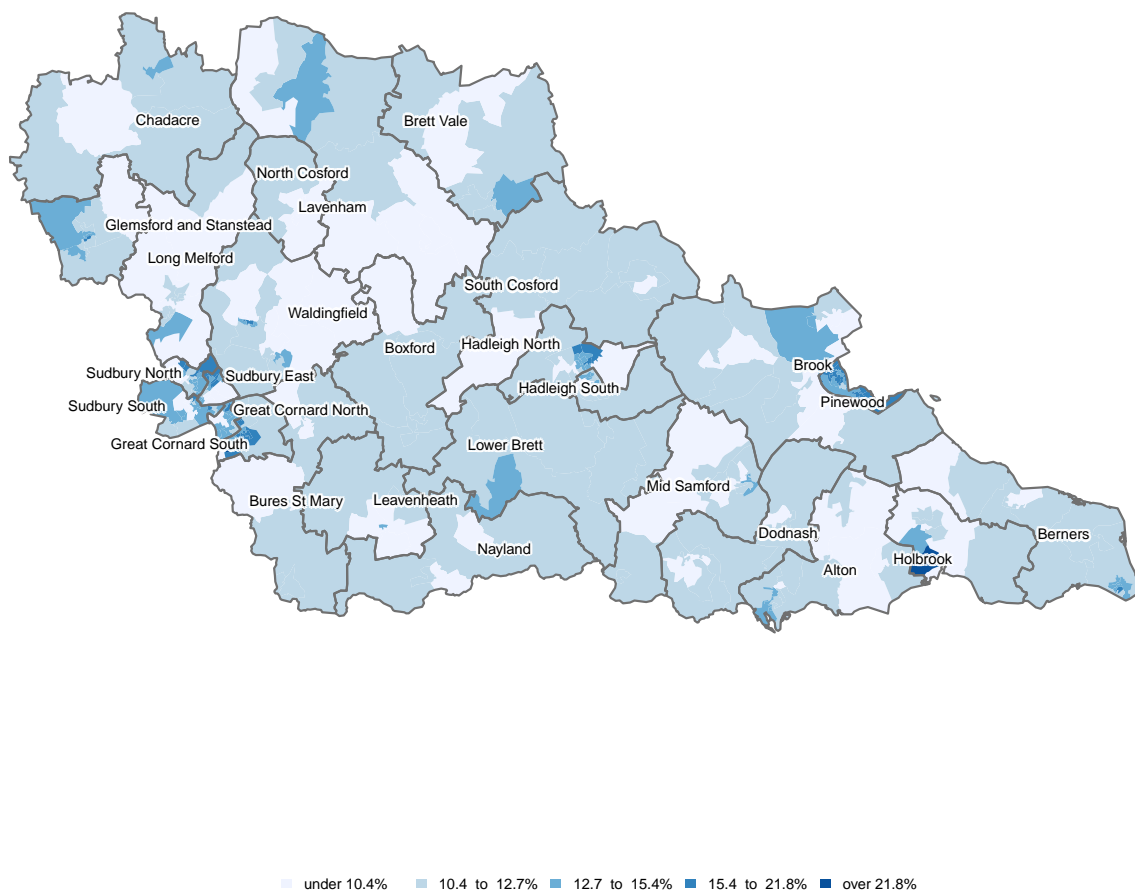 Chadacre
Brett Vale
North Cosford
Lavenham
Glemsford and Stanstead
Long Melford
South Cosford
Waldingfield
Boxford
Hadleigh North
Brook
Sudbury North
Sudbury East
Hadleigh South
Pinewood
Sudbury South
Great Cornard North
Great Cornard South
Lower Brett
Mid Samford
Bures St Mary
Leavenheath
Dodnash
Berners
Nayland
Holbrook
Alton
under 10.4%
10.4 to 12.7%
12.7 to 15.4%
15.4 to 21.8%
over 21.8%